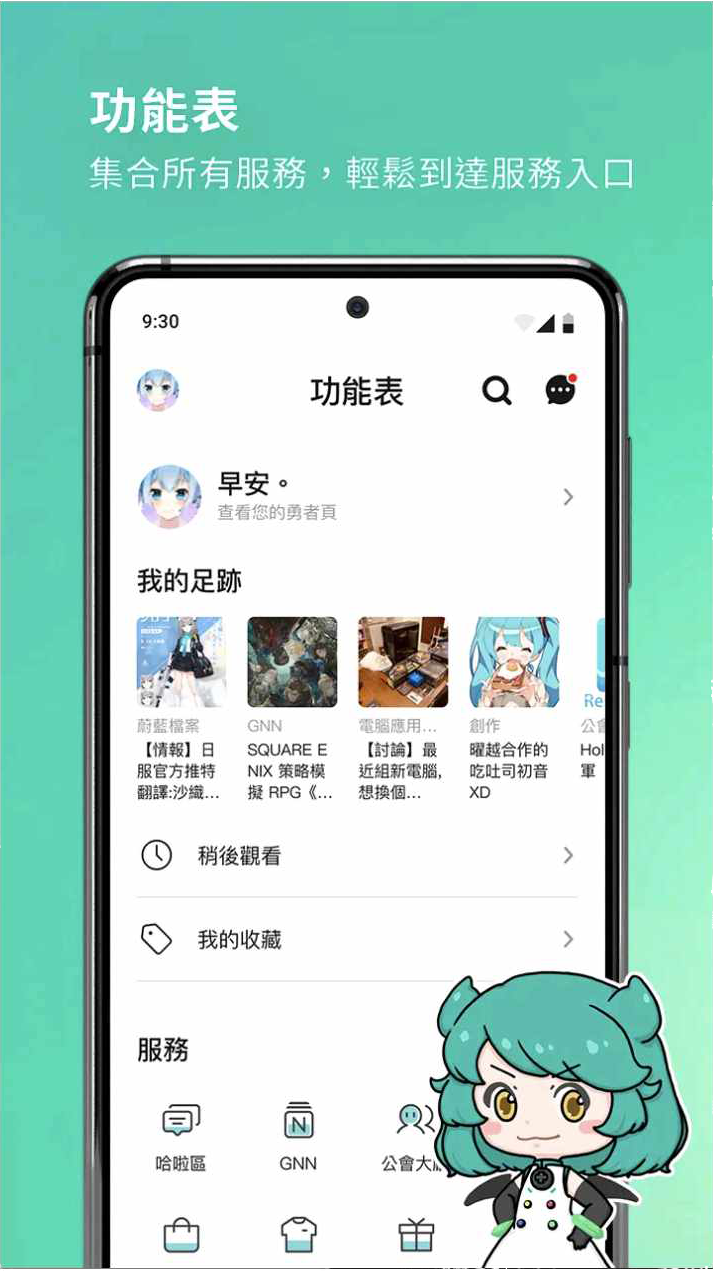 功能表
集合所有服務，輕鬆到達服務入口
9:30
功能表
早安。
查看您的勇者頁
我的足跡
蔚藍檔案
【情報】日
服官方推特
翻譯:沙織…
GNN
SQUARE E
NIX 策略模
擬 RPG《…
電腦應用…
【討論】最
近組新電腦,
想換個…
創作
曜越合作的
吃吐司初音
XD
Re
公會
Hol
軍
稍後觀看
我的收藏
服務
哈啦區
GNN
公會大